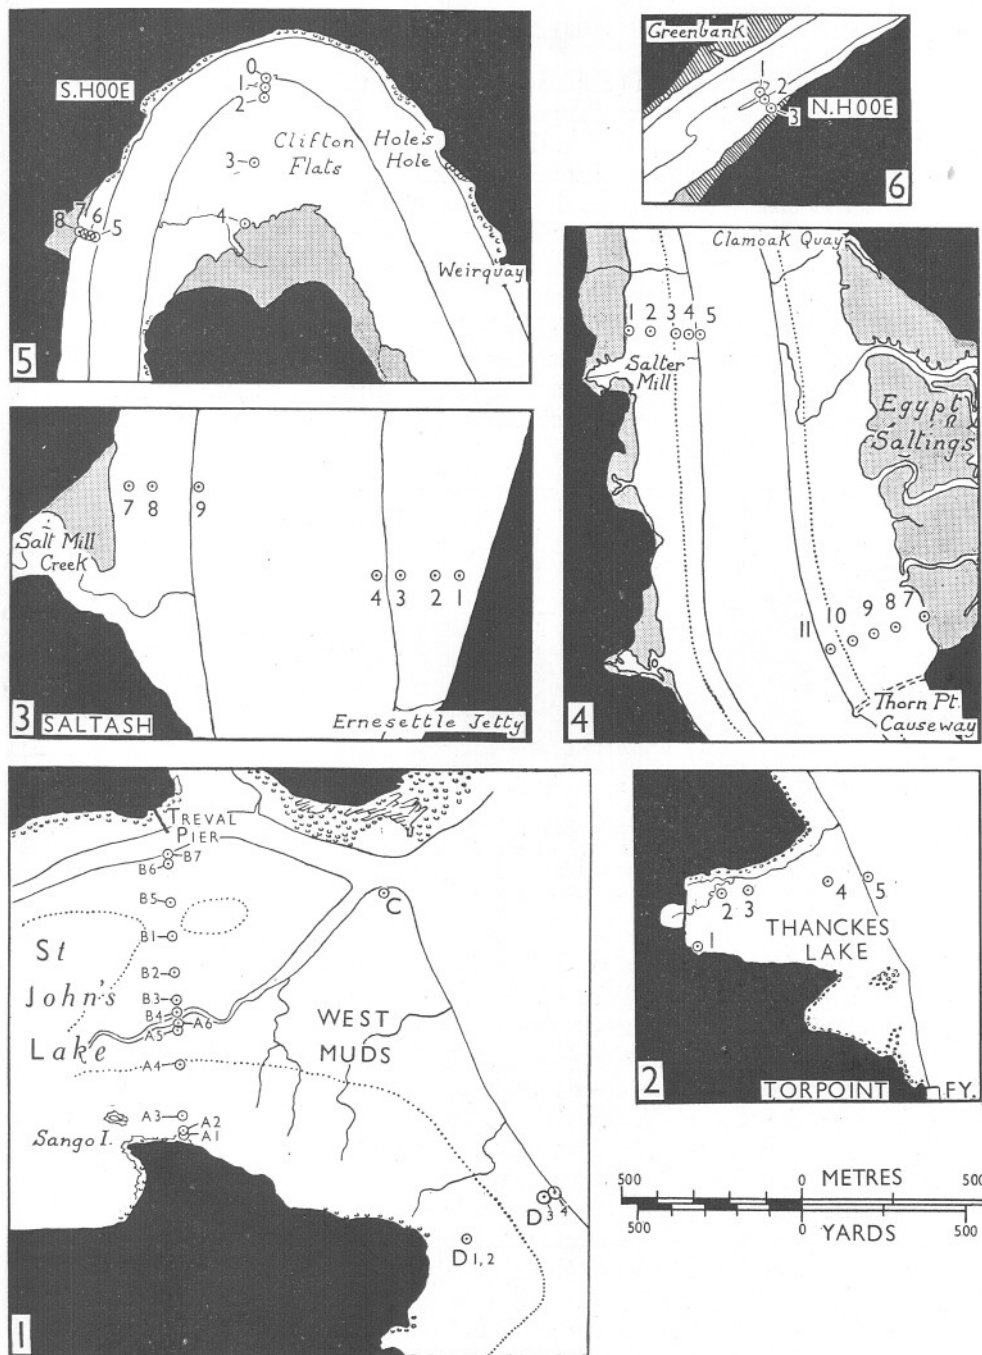 S.HOOE
0
1
2
Clifton
Flats
Hole's
Hole
3
4
7 6
8 5
Weirquay
5
Greenbank
1
2
3
N.HOOE
6
Clamoak Quay
1 2 3 4 5
Salter
Mill
Egypt
Saltings
7
8
9
10
11
Thorn Pt.
Causeway
4
7 8 9
Salt Mill
Creek
4 3 2 1
Ernesettle Jetty
3 SALTASH
TREVAL
PIER
B7
B6
B5
B1
B2
B3
B4
A6
A5
A4
A3
A2
A1
C
St
John's
Lake
WEST
MUDS
Sango I.
D 3 4
D 1,2
1
1
2
3
4
5
THANCKES
LAKE
2
TORPOINT
FY.
500 0 500
METRES
YARDS
500 0 500